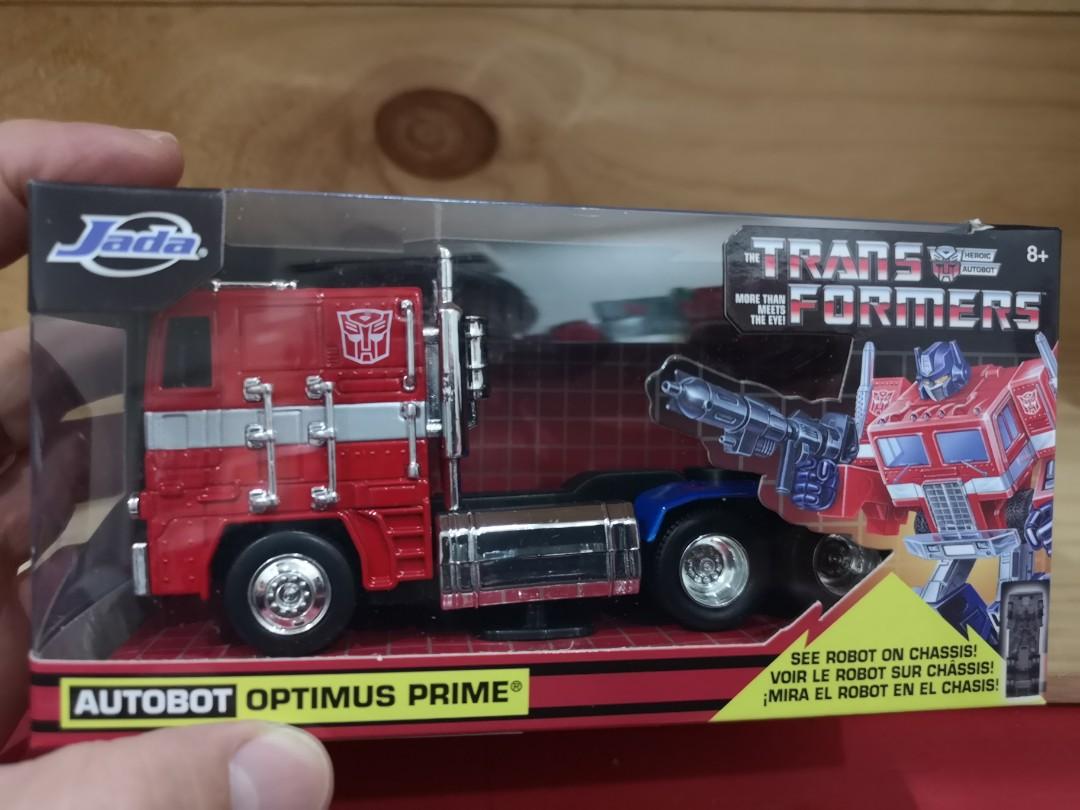 Jada®
THE TRANS
HEROIC
AUTOBOT
8+
MORE THAN
MEETS
THE EYE!
FORMERS
AUTOBOT OPTIMUS PRIME®
SEE ROBOT ON CHASSIS!
VOIR LE ROBOT SUR CHÂSSIS!
¡MIRA EL ROBOT EN EL CHASIS!